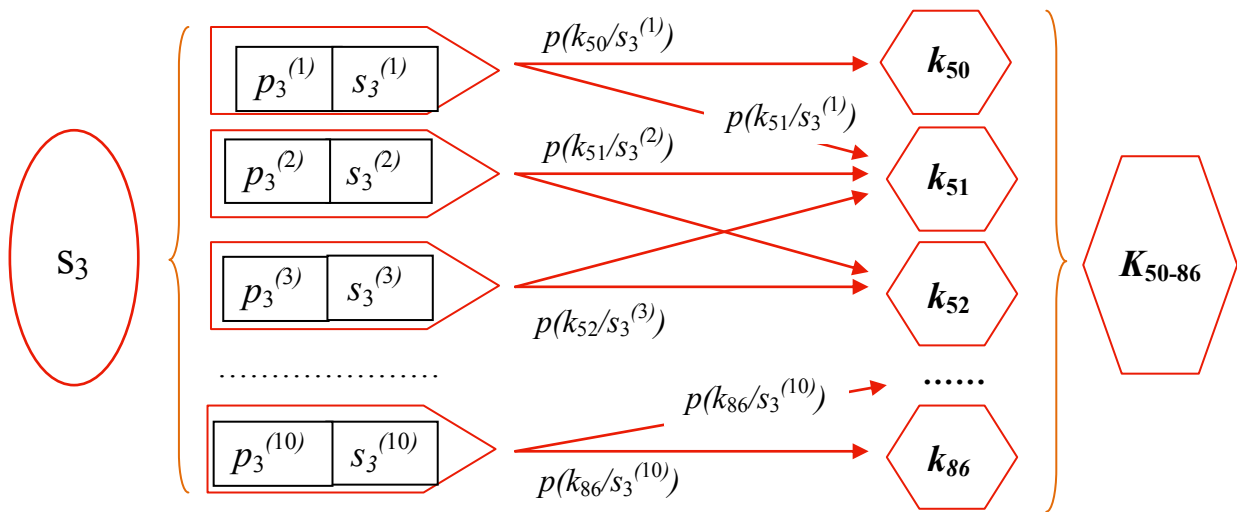 s₃
p₃⁽¹⁾ s₃⁽¹⁾
p(k₅₀/s₃⁽¹⁾)
k₅₀
p(k₅₁/s₃⁽¹⁾)
p₃⁽²⁾ s₃⁽²⁾
p(k₅₁/s₃⁽²⁾)
k₅₁
p₃⁽³⁾ s₃⁽³⁾
p(k₅₂/s₃⁽³⁾)
k₅₂
K₅₀₋₈₆
......
p(k₈₆/s₃⁽¹⁰⁾)
p₃⁽¹⁰⁾ s₃⁽¹⁰⁾
p(k₈₆/s₃⁽¹⁰⁾)
k₈₆